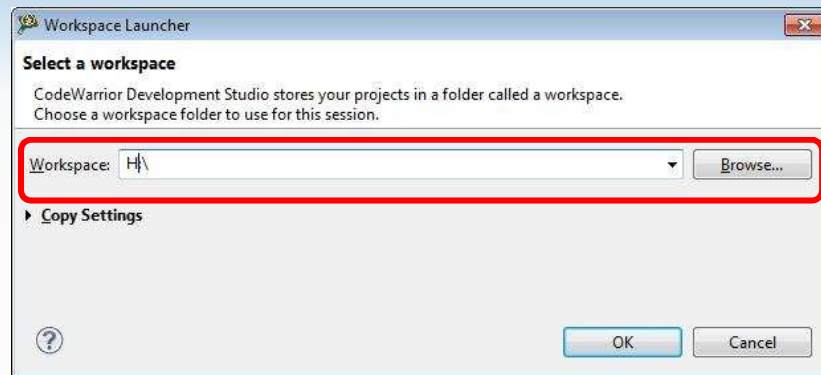 Workspace Launcher
Select a workspace
CodeWarrior Development Studio stores your projects in a folder called a workspace.
Choose a workspace folder to use for this session.
Workspace: H:\ Browse...
Copy Settings
? OK Cancel